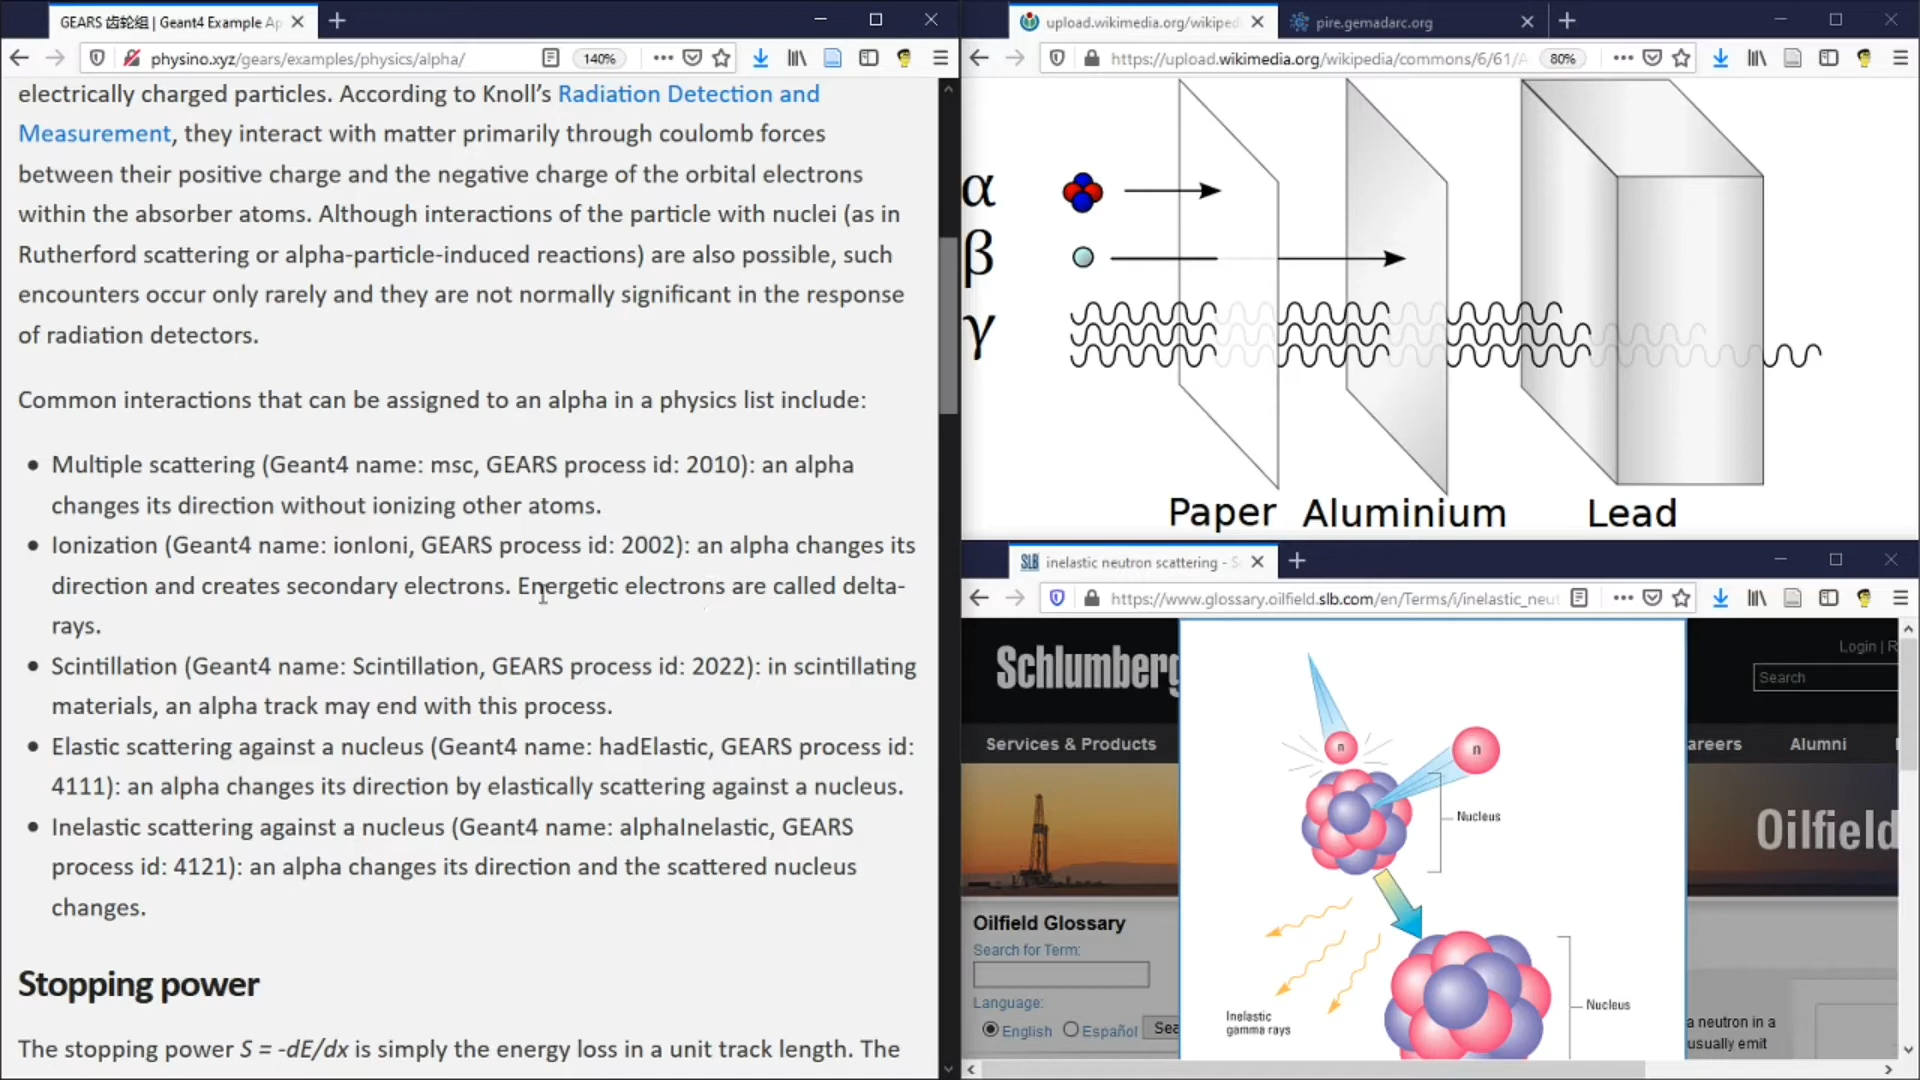 GEARS 齿轮组 | Geant4 Example Ap
physino.xyz/gears/examples/physics/alpha/
140%
electrically charged particles. According to Knoll’s Radiation Detection and
Measurement, they interact with matter primarily through coulomb forces
between their positive charge and the negative charge of the orbital electrons
within the absorber atoms. Although interactions of the particle with nuclei (as in
Rutherford scattering or alpha-particle-induced reactions) are also possible, such
encounters occur only rarely and they are not normally significant in the response
of radiation detectors.
Common interactions that can be assigned to an alpha in a physics list include:
• Multiple scattering (Geant4 name: msc, GEARS process id: 2010): an alpha
changes its direction without ionizing other atoms.
• Ionization (Geant4 name: ionIoni, GEARS process id: 2002): an alpha changes its
direction and creates secondary electrons. Energetic electrons are called delta-
rays.
• Scintillation (Geant4 name: Scintillation, GEARS process id: 2022): in scintillating
materials, an alpha track may end with this process.
• Elastic scattering against a nucleus (Geant4 name: hadElastic, GEARS process id:
4111): an alpha changes its direction by elastically scattering against a nucleus.
• Inelastic scattering against a nucleus (Geant4 name: alphaInelastic, GEARS
process id: 4121): an alpha changes its direction and the scattered nucleus
changes.
Stopping power
The stopping power S = -dE/dx is simply the energy loss in a unit track length. The
upload.wikimedia.org/wikiped
pire.gemadarc.org
https://upload.wikimedia.org/wikipedia/commons/6/61/A
80%
α
β
γ
Paper Aluminium Lead
SLB inelastic neutron scattering - S
https://www.glossary.oilfield.slb.com/en/Terms/i/inelastic_neut
Schlumberg
Login | R
Search
Services & Products
areers Alumni
n
n
Nucleus
Oilfield
Oilfield Glossary
Search for Term:
Language:
English Español Sea
Inelastic
gamma rays
Nucleus
a neutron in a
usually emit